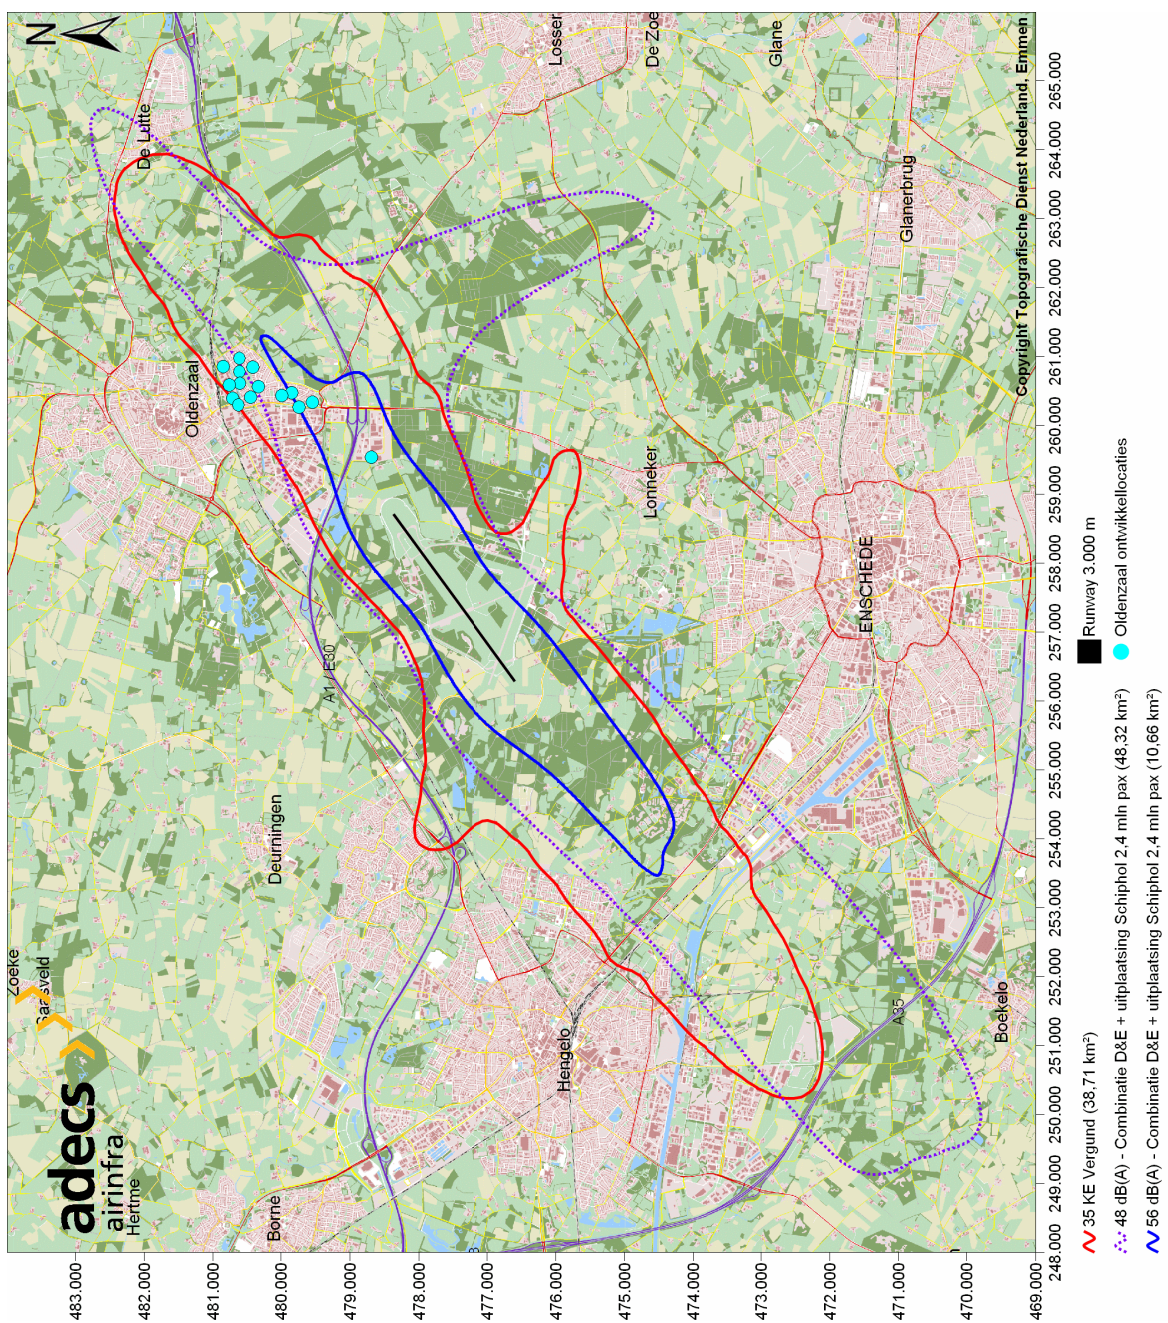 N
adecs
airinfra
Zoeke
Saasveld
Hertme
Borne
Deurningen
Hengelo
Oldenzaal
De Lutte
A1 / E30
Losser
De Zoe
Glane
Glanerbrug
Lonneker
ENSCHEDE
A35
Boekelo
Copyright Topografische Dienst Nederland, Emmen
483.000
482.000
481.000
480.000
479.000
478.000
477.000
476.000
475.000
474.000
473.000
472.000
471.000
470.000
469.000
248.000 249.000 250.000 251.000 252.000 253.000 254.000 255.000 256.000 257.000 258.000 259.000 260.000 261.000 262.000 263.000 264.000 265.000
35 KE Vergund (38,71 km²)
48 dB(A) - Combinatie D&E + uitplaatsing Schiphol 2,4 mln pax (48,32 km²)
56 dB(A) - Combinatie D&E + uitplaatsing Schiphol 2,4 mln pax (10,66 km²)
Runway 3.000 m
Oldenzaal ontwikkellocaties